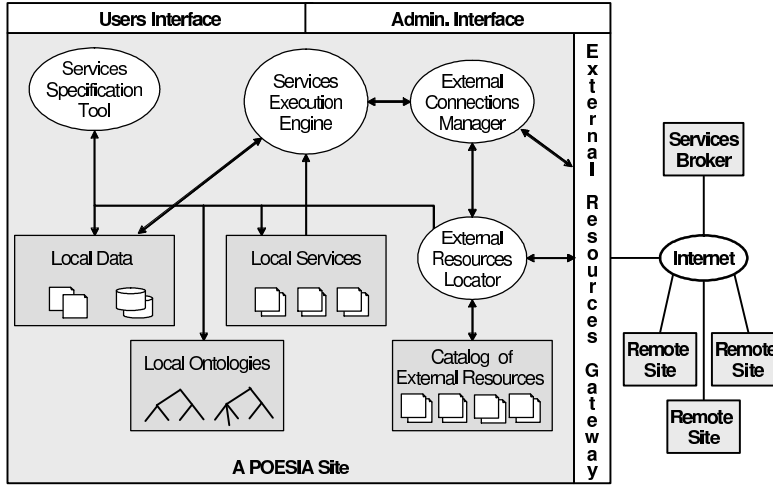 Users Interface
Admin. Interface
Services
Specification
Tool
Services
Execution
Engine
External
Connections
Manager
External Resources Gateway
Services
Broker
Local Data
Local Services
External
Resources
Locator
Internet
Local Ontologies
Catalog of
External Resources
Remote
Site
Remote
Site
Remote
Site
A POESIA Site